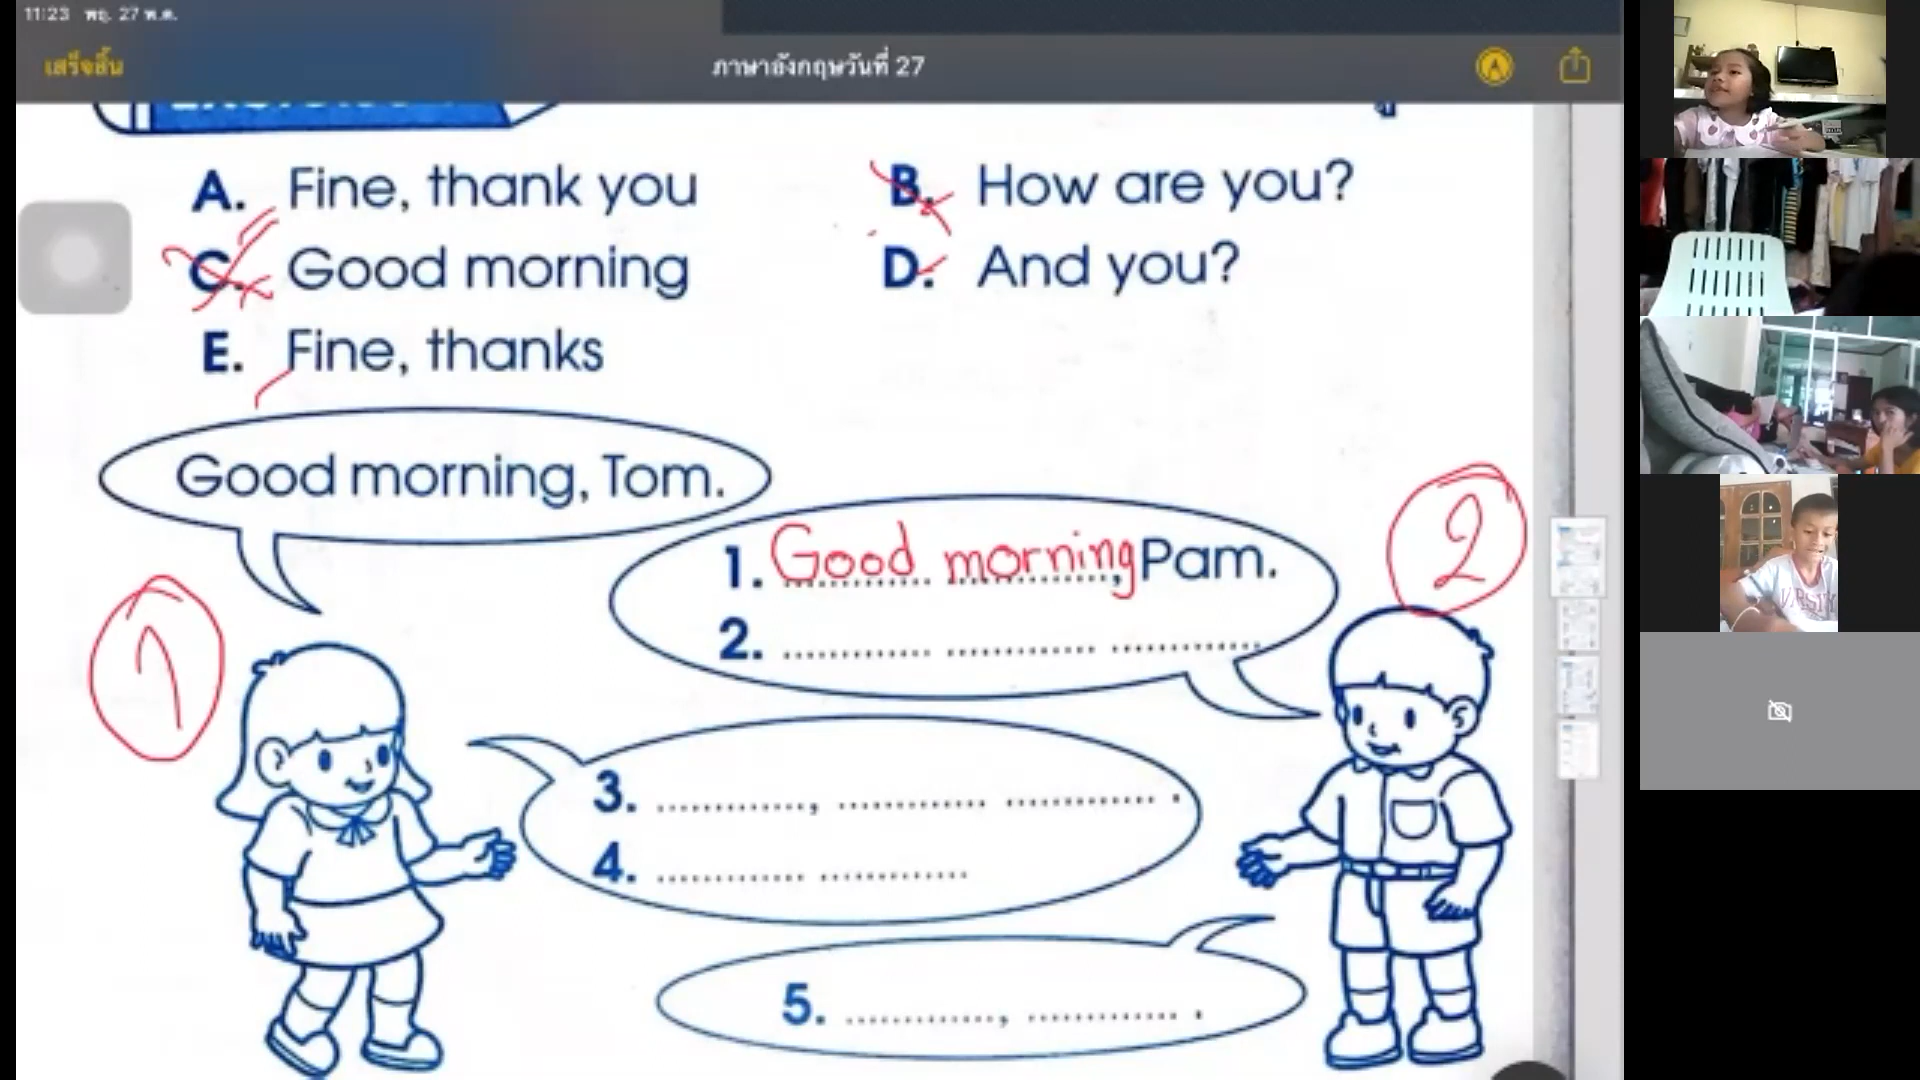 11:23 พฤ. 27 พ.ค.
เสร็จสิ้น
ภาษาอังกฤษวันที่ 27
A. Fine, thank you
B. How are you?
C. Good morning
D. And you?
E. Fine, thanks
Good morning, Tom.
1. Good morning, Pam.
2. .............. .............. ..............
1
2
3. .............., .............. .............. .
4. .............. ..............
5. .............., .............. .